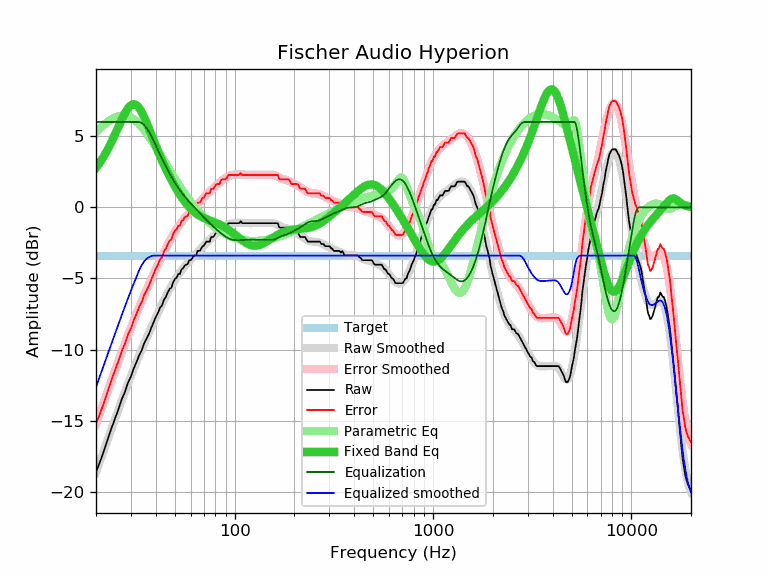 Fischer Audio Hyperion
Amplitude (dBr)
5
0
−5
−10
−15
−20
Target
Raw Smoothed
Error Smoothed
Raw
Error
Parametric Eq
Fixed Band Eq
Equalization
Equalized smoothed
100
1000
10000
Frequency (Hz)